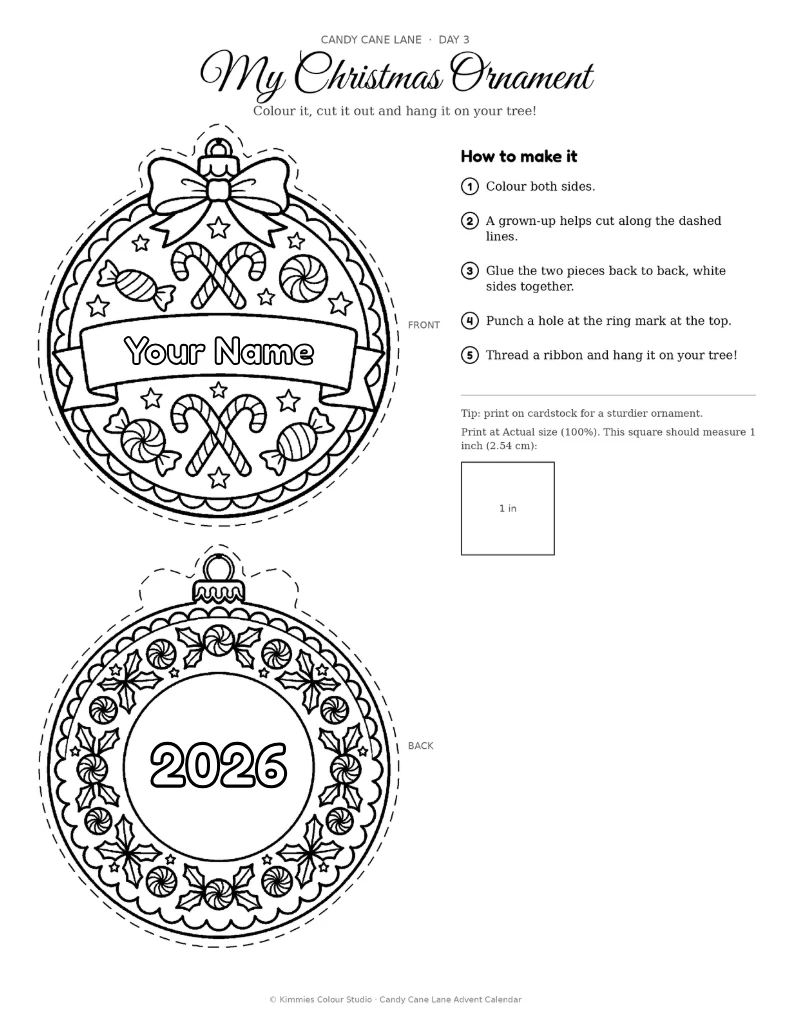 CANDY CANE LANE · DAY 3
My Christmas Ornament
Colour it, cut it out and hang it on your tree!
Your Name
FRONT
2026
BACK
How to make it
1 Colour both sides.
2 A grown-up helps cut along the dashed
lines.
3 Glue the two pieces back to back, white
sides together.
4 Punch a hole at the ring mark at the top.
5 Thread a ribbon and hang it on your tree!
Tip: print on cardstock for a sturdier ornament.
Print at Actual size (100%). This square should measure 1
inch (2.54 cm):
1 in
© Kimmies Colour Studio · Candy Cane Lane Advent Calendar